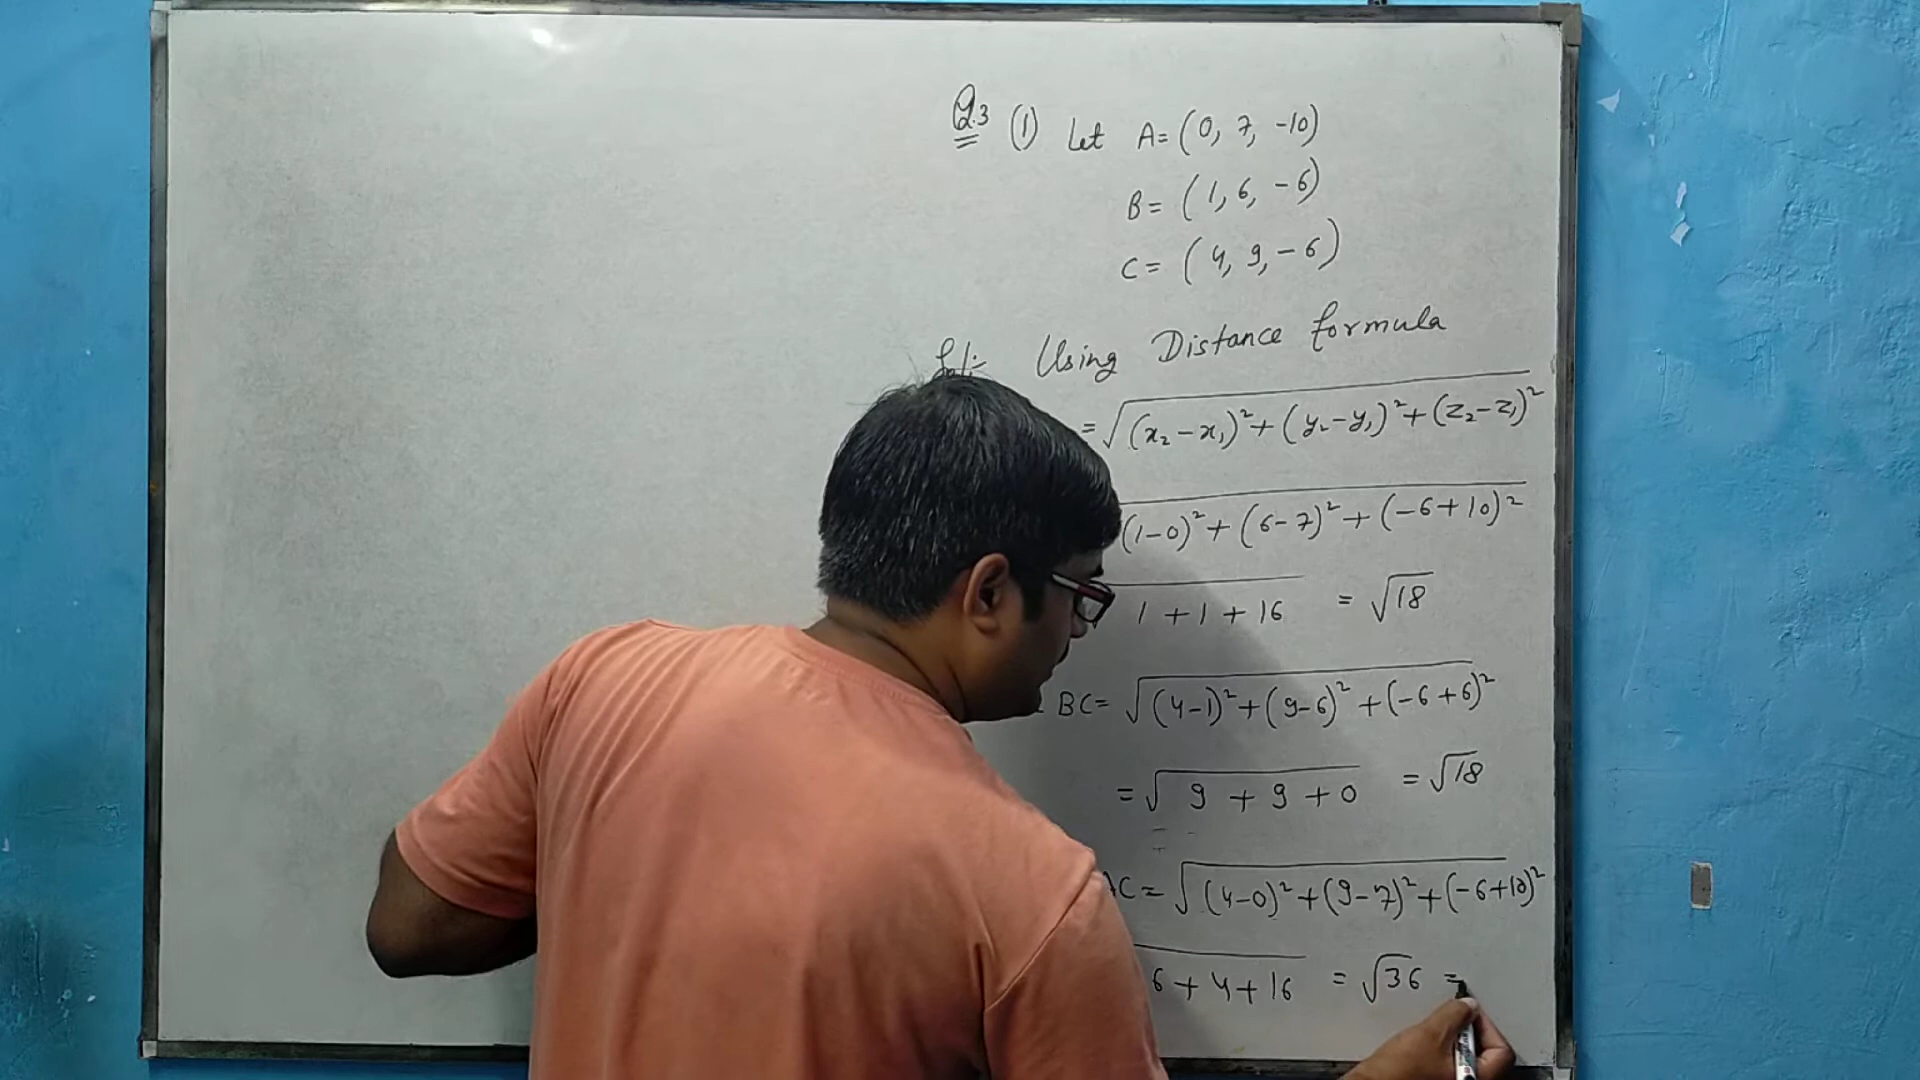 Q.3 (1) Let A= (0, 7, -10)
B= (1, 6, -6)
C= (4, 9, -6)
Sol:- Using Distance formula
= √(x₂-x₁)²+(y₂-y₁)²+(z₂-z₁)²
(1-0)²+(6-7)²+(-6+10)²
1+1+16 = √18
BC= √(4-1)²+(9-6)²+(-6+6)²
= √9+9+0 = √18
AC= √(4-0)²+(9-7)²+(-6+10)²
6+4+16 = √36 =